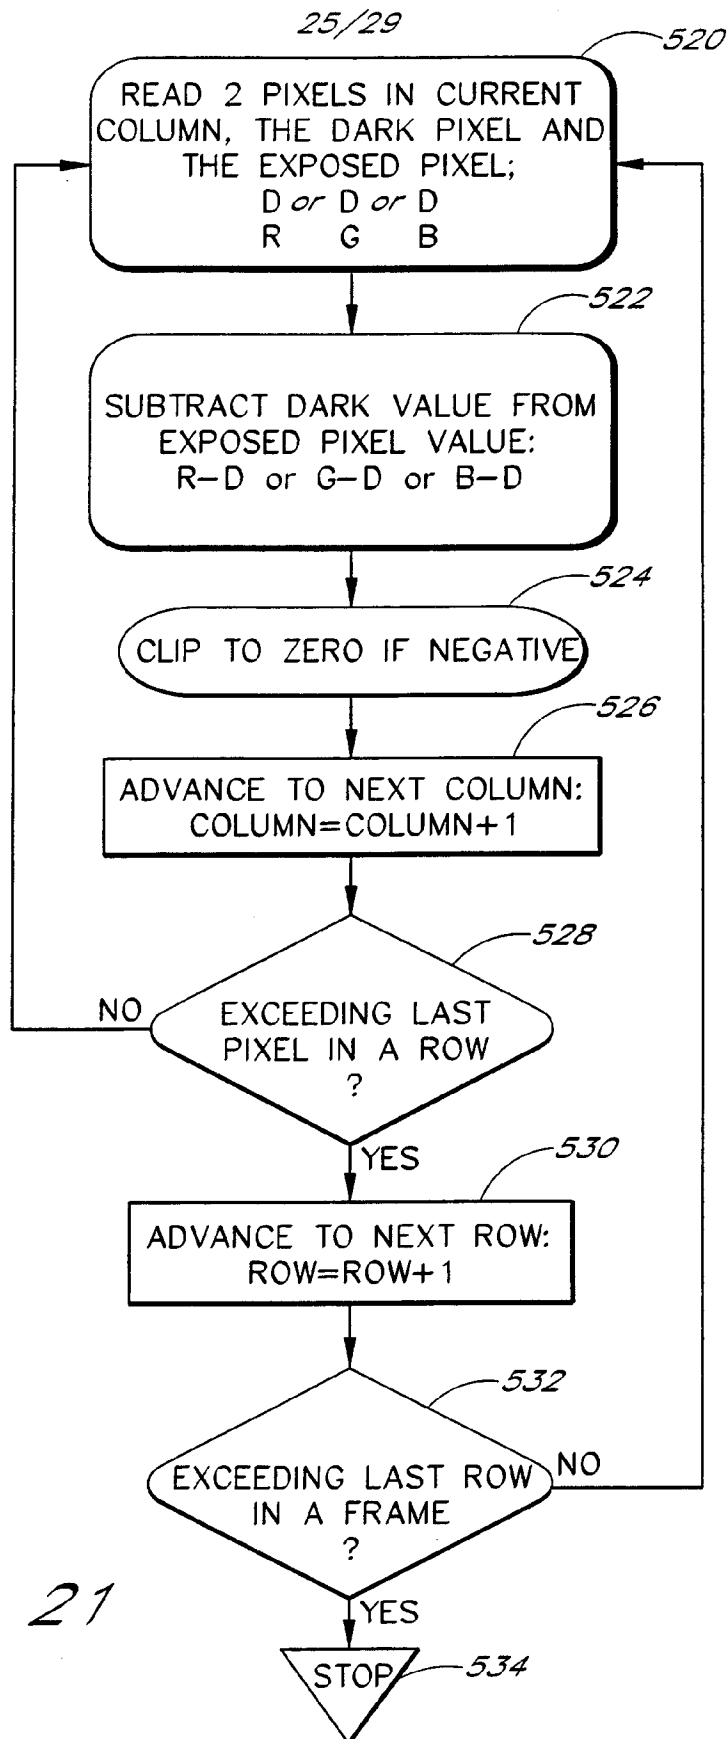 25/29
520
READ 2 PIXELS IN CURRENT
COLUMN, THE DARK PIXEL AND
THE EXPOSED PIXEL;
D or D or D
R G B
522
SUBTRACT DARK VALUE FROM
EXPOSED PIXEL VALUE:
R-D or G-D or B-D
524
CLIP TO ZERO IF NEGATIVE
526
ADVANCE TO NEXT COLUMN:
COLUMN=COLUMN+1
528
NO
EXCEEDING LAST
PIXEL IN A ROW
?
YES
530
ADVANCE TO NEXT ROW:
ROW=ROW+1
532
NO
EXCEEDING LAST ROW
IN A FRAME
?
21
YES
STOP
534